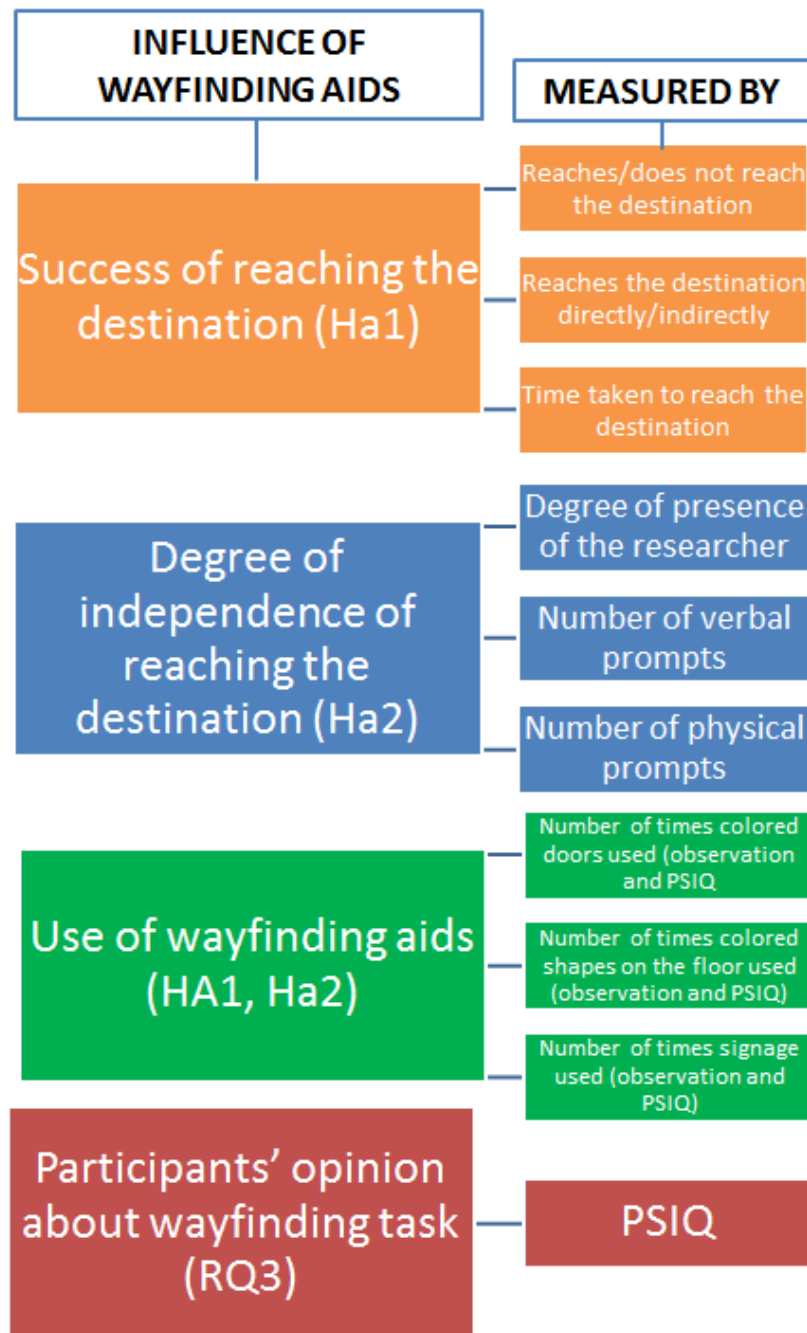 INFLUENCE OF
WAYFINDING AIDS
MEASURED BY
Success of reaching the
destination (Ha1)
Reaches/does not reach
the destination
Reaches the destination
directly/indirectly
Time taken to reach the
destination
Degree of
independence of
reaching the
destination (Ha2)
Degree of presence
of the researcher
Number of verbal
prompts
Number of physical
prompts
Use of wayfinding aids
(HA1, Ha2)
Number of times colored
doors used (observation
and PSIQ
Number of times colored
shapes on the floor used
(observation and PSIQ)
Number of times signage
used (observation and
PSIQ)
Participants’ opinion
about wayfinding task
(RQ3)
PSIQ